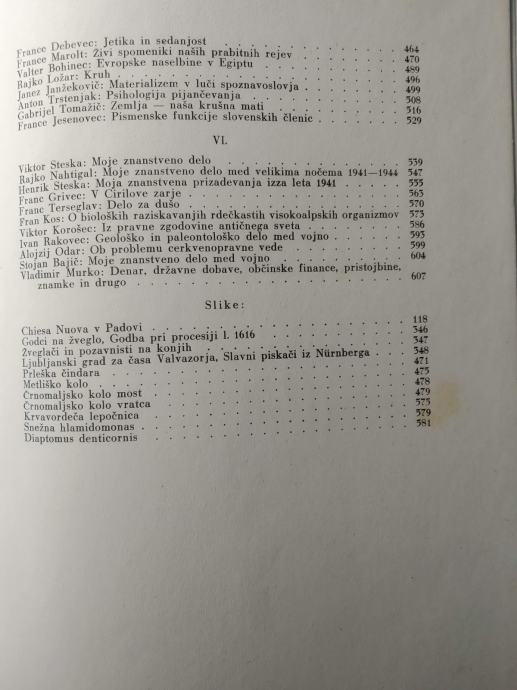 France Debevec: Jetika in sedanjost . . . . . . . . . . 464
France Marolt: Živi spomeniki naših prabitnih rejev . . . . 470
Valter Bohinec: Evropske naselbine v Egiptu . . . . . . . 489
Rajko Ložar: Kruh . . . . . . . . . . . . . . . . 496
Janez Janžekovič: Materializem v luči spoznavoslovja . . . . 499
Anton Trstenjak: Psihologija pijančevanja . . . . . . . . 508
Gabrijel Tomažič: Zemlja — naša krušna mati . . . . . . 516
France Jesenovec: Pismenske funkcije slovenskih členic . . . . 529
VI.
Viktor Steska: Moje znanstveno delo . . . . . . . . . . 539
Rajko Nahtigal: Moje znanstveno delo med velikima nočema 1941—1944 547
Henrik Steska: Moja znanstvena prizadevanja izza leta 1941 . . . . 555
Franc Grivec: V Cirilove zarje . . . . . . . . . . . 563
Franc Terseglav: Delo za dušo . . . . . . . . . . . 570
Fran Kos: O bioloških raziskavanjih rdečkastih visokoalpskih organizmov 573
Viktor Korošec: Iz pravne zgodovine antičnega sveta . . . . . . 586
Ivan Rakovec: Geološko in paleontološko delo med vojno . . . . 593
Alojzij Odar: Ob problemu cerkvenopravne vede . . . . . . . 599
Stojan Bajič: Moje znanstveno delo med vojno . . . . . . . 604
Vladimir Murko: Denar, državne dobave, občinske finance, pristojbine,
znamke in drugo . . . . . . . . . . . . . . . 607
Slike:
Chiesa Nuova v Padovi . . . . . . . . . . . . . . 118
Godci na žveglo, Godba pri procesiji l. 1616 . . . . . . . 346
Žveglači in pozavnisti na konjih . . . . . . . . . . 347
Ljubljanski grad za časa Valvazorja, Slavni piskači iz Nürnberga . . . 348
Prleška čindara . . . . . . . . . . . . . . . 471
Metliško kolo . . . . . . . . . . . . . . . . 475
Črnomaljsko kolo most . . . . . . . . . . . . . 478
Črnomaljsko kolo vratca . . . . . . . . . . . . . 479
Krvavordeča lepočnica . . . . . . . . . . . . . 575
Snežna hlamidomonas . . . . . . . . . . . . . . 579
Diaptomus denticornis . . . . . . . . . . . . . 581